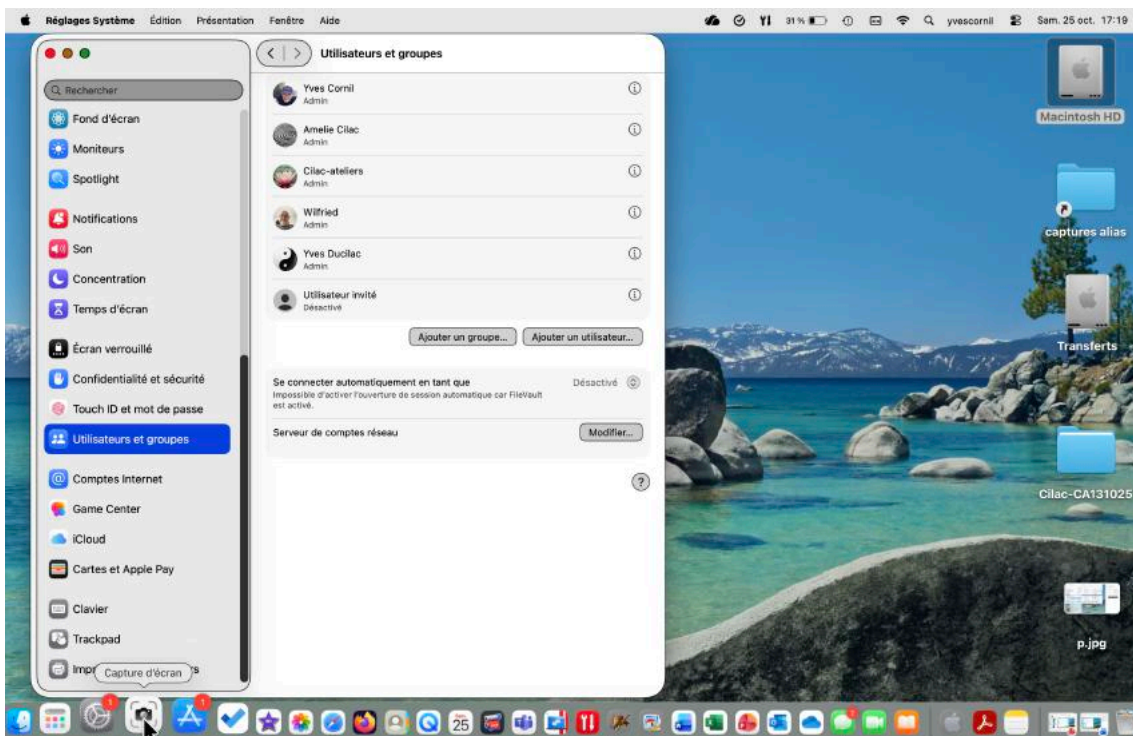 Réglages Système Édition Présentation Fenêtre Aide
31 % yvescornil Sam. 25 oct. 17:19
Utilisateurs et groupes
Rechercher
Fond d'écran
Moniteurs
Spotlight
Notifications
Son
Concentration
Temps d'écran
Écran verrouillé
Confidentialité et sécurité
Touch ID et mot de passe
Utilisateurs et groupes
Comptes Internet
Game Center
iCloud
Cartes et Apple Pay
Clavier
Trackpad
Capture d'écran
Yves Cornil
Admin
Amelie Cilac
Admin
Cilac-ateliers
Admin
Wilfried
Admin
Yves Ducilac
Admin
Utilisateur invité
Désactivé
Ajouter un groupe... Ajouter un utilisateur...
Se connecter automatiquement en tant que Désactivé
Impossible d'activer l'ouverture de session automatique car FileVault
est activé.
Serveur de comptes réseau Modifier...
?
Macintosh HD
captures alias
Transferts
Cilac-CA131025
p.jpg
25